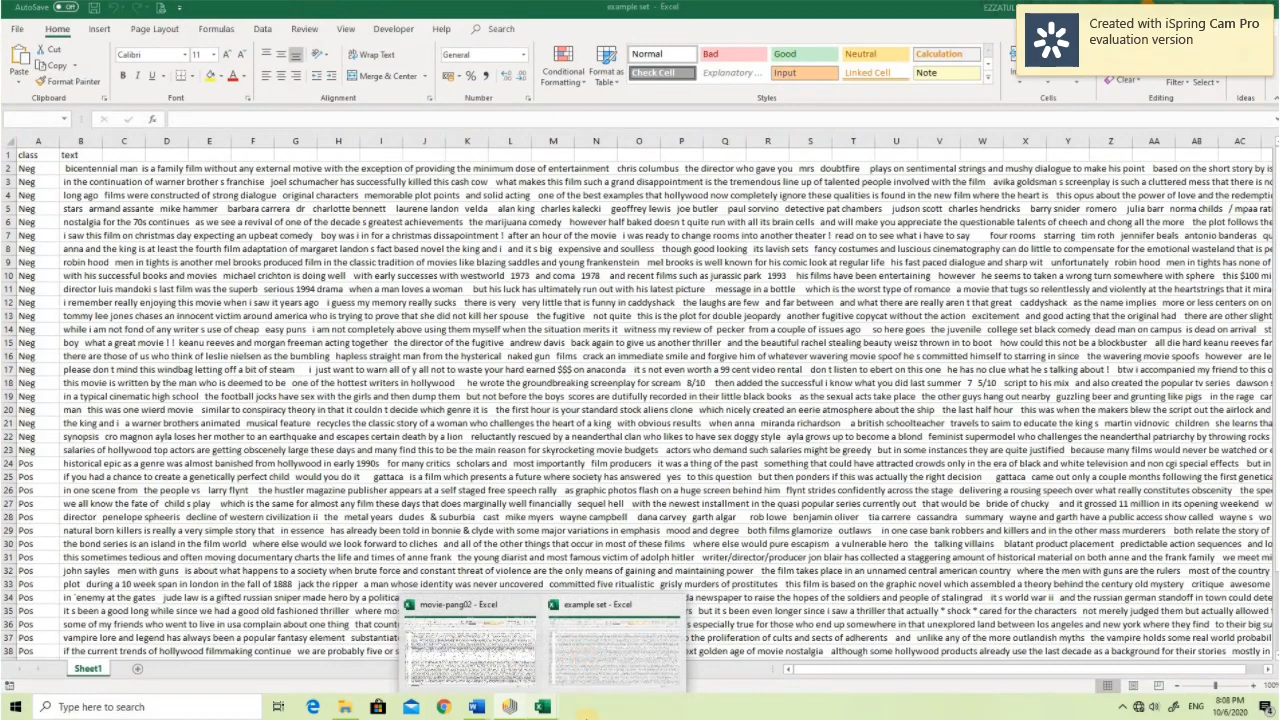 AutoSave Off example set - Excel EZZATUL
Created with iSpring Cam Pro
evaluation version
File Home Insert Page Layout Formulas Data Review View Developer Help Search
Paste Cut Copy Format Painter
Calibri 11 Wrap Text Merge & Center General
Conditional Formatting Format as Table
Normal Bad Good Neutral Calculation
Check Cell Explanatory ... Input Linked Cell Note
Clear Filter Select
Clipboard Font Alignment Number Styles Cells Editing Ideas
A B C D E F G H I J K L M N O P Q R S T U V W X Y Z AA AB AC
1 class text
2 Neg bicentennial man is a family film without any external motive with the exception of providing the minimum dose of entertainment chris columbus the director who gave you mrs doubtfire plays on sentimental strings and mushy dialogue to make his point based on the short story by is
3 Neg in the continuation of warner brother s franchise joel schumacher has successfully killed this cash cow what makes this film such a grand disappointment is the tremendous line up of talented people involved with the film avika goldsman s screenplay is such a cluttered mess that there is no
4 Neg long ago films were constructed of strong dialogue original characters memorable plot points and solid acting one of the best examples that hollywood now completely ignore these qualities is found in the new film where the heart is this opus about the power of love and the redempt
5 Neg stars armand assante mike hammer barbara carrera dr charlotte bennett laurene landon velda alan king charles kalecki geoffrey lewis joe butler paul sorvino detective pat chambers judson scott charles hendricks barry snider romero julia barr norma childs / mpaa rat
6 Neg nostalgia for the 70s continues as we see a revival of one of the decade s greatest achievements the marijuana comedy however half baked doesn t quite run with all its brain cells and will make you appreciate the questionable talents of cheech and chong all the more the plot follows th
7 Neg i saw this film on christmas day expecting an upbeat comedy boy was i in for a christmas dissapointment ! after an hour of the movie i was ready to change rooms into another theater ! read on to see what i have to say four rooms starring tim roth jennifer beals antonio banderas qu
8 Neg anna and the king is at least the fourth film adaptation of margaret landon s fact based novel the king and i and it s big expensive and soulless though good looking its lavish sets fancy costumes and luscious cinematography can do little to compensate for the emotional wasteland that is pe
9 Neg robin hood men in tights is another mel brooks produced film in the classic tradition of movies like blazing saddles and young frankenstein mel brooks is well known for his comic look at regular life his fast paced dialogue and sharp wit unfortunately robin hood men in tights has none of
10 Neg with his successful books and movies michael crichton is doing well with early successes with westworld 1973 and coma 1978 and recent films such as jurassic park 1993 his films have been entertaining however he seems to taken a wrong turn somewhere with sphere this $100 mi
11 Neg director luis mandoki s last film was the superb serious 1994 drama when a man loves a woman but his luck has ultimately run out with his latest picture message in a bottle which is the worst type of romance a movie that tugs so relentlessly and violently at the heartstrings that it mira
12 Neg i remember really enjoying this movie when i saw it years ago i guess my memory really sucks there is very very little that is funny in caddyshack the laughs are few and far between and what there are really aren t that great caddyshack as the name implies more or less centers on on
13 Neg tommy lee jones chases an innocent victim around america who is trying to prove that she did not kill her spouse the fugitive not quite this is the plot for double jeopardy another fugitive copycat without the action excitement and good acting that the original had there are other slight
14 Neg while i am not fond of any writer s use of cheap easy puns i am not completely above using them myself when the situation merits it witness my review of pecker from a couple of issues ago so here goes the juvenile college set black comedy dead man on campus is dead on arrival st
15 Neg boy what a great movie ! ! keanu reeves and morgan freeman acting together the director of the fugitive andrew davis back again to give us another thriller and the beautiful rachel stealing beauty weisz thrown in to boot how could this not be a blockbuster all die hard keanu reeves fan
16 Neg there are those of us who think of leslie nielsen as the bumbling hapless straight man from the hysterical naked gun films crack an immediate smile and forgive him of whatever wavering movie spoof he s committed himself to starring in since the wavering movie spoofs however are le
17 Neg please don t mind this windbag letting off a bit of steam i just want to warn all of y all not to waste your hard earned $$$ on anaconda it s not even worth a 99 cent video rental don t listen to ebert on this one he has no clue what he s talking about ! btw i accompanied my friend to this o
18 Neg this movie is written by the man who is deemed to be one of the hottest writers in hollywood he wrote the groundbreaking screenplay for scream 8/10 then added the successful i know what you did last summer 7 5/10 script to his mix and also created the popular tv series dawson s
19 Neg in a typical cinematic high school the football jocks have sex with the girls and then dump them but not before the boys scores are dutifully recorded in their little black books as the sexual acts take place the other guys hang out nearby guzzling beer and grunting like pigs in the rage car
20 Neg man this was one wierd movie similar to conspiracy theory in that it couldn t decide which genre it is the first hour is your standard stock aliens clone which nicely created an eerie atmosphere about the ship the last half hour this was when the makers blew the script out the airlock and
21 Neg the king and i a warner brothers animated musical feature recycles the classic story of a woman who challenges the heart of a king with obvious results when anna miranda richardson a british schoolteacher travels to saim to educate the king s martin vidnovic children she learns tha
22 Neg synopsis cro magnon ayla loses her mother to an earthquake and escapes certain death by a lion reluctantly rescued by a neanderthal clan who likes to have sex doggy style ayla grows up to become a blond feminist supermodel who challenges the neanderthal patriarchy by throwing rocks
23 Neg salaries of hollywood top actors are getting obscenely large these days and many find this to be the main reason for skyrocketing movie budgets actors who demand such salaries might be greedy but in some instances they are quite justified because many films would never be watched or e
24 Pos historical epic as a genre was almost banished from hollywood in early 1990s for many critics scholars and most importantly film producers it was a thing of the past something that could have attracted crowds only in the era of black and white television and non cgi special effects but in
25 Pos if you had a chance to create a genetically perfect child would you do it gattaca is a film which presents a future where society has answered yes to this question but then ponders if this was actually the right decision gattaca came out only a couple months following the first genetica
26 Pos in one scene from the people vs larry flynt the hustler magazine publisher appears at a self staged free speech rally as graphic photos flash on a huge screen behind him flynt strides confidently across the stage delivering a rousing speech over what really constitutes obscenity the spe
27 Pos we all know the fate of child s play which is the same for almost any film these days that does marginally well financially sequel hell with the newest installment in the quasi popular series currently out that would be bride of chucky and it grossed 11 million in its opening weekend w
28 Pos director penelope spheeris decline of western civilization ii the metal years dudes & suburbia cast mike myers wayne campbell dana carvey garth algar rob lowe benjamin oliver tia carrere cassandra summary wayne and garth have a public access show called wayne s wo
29 Pos natural born killers is really a very simple story that in essence has already been told in bonnie & clyde with some major variations in emphasis mood and degree both films glamorize outlaws in one case bank robbers and killers and in the other mass murderers both relate the story of
30 Pos the bond series is an island in the film world where else would we look forward to cliches and all of the other things that occur in most of these films where else would pure escapism a vulnerable hero the talking villains blatant product placement predictable action sequences and lo
31 Pos this sometimes tedious and often moving documentary charts the life and times of anne frank the young diarist and most famous victim of adolph hitler writer/director/producer jon blair has collected a staggering amount of historical material on both anne and the frank family we meet mi
32 Pos john sayles men with guns is about what happens to a society when brute force and constant threat of violence are the only means of gaining and maintaining power the film takes place in an unnamed central american country where the men with guns are the rulers most of the country
33 Pos plot during a 10 week span in london in the fall of 1888 jack the ripper a man whose identity was never uncovered committed five ritualistic grisly murders of prostitutes this film is based on the graphic novel which assembled a theory behind the century old mystery critique awesome
34 Pos in `enemy at the gates jude law is a gifted russian sniper made hero by a politica newspaper to raise the hopes of the soldiers and people of stalingrad it s world war ii and the russian german standoff in town could dete
35 Pos it s been a good long while since we had a good old fashioned thriller where mos but it s been even longer since i saw a thriller that actually * shock * cared for the characters not merely judged them but actually allowed
36 Pos some of my friends who went to live in usa complain about one thing that count especially true for those who end up somewhere in that unexplored land between los angeles and new york where they find to their big su
37 Pos vampire lore and legend has always been a popular fantasy element substantia the proliferation of cults and sects of adherents and unlike any of the more outlandish myths the vampire holds some real world probabil
38 Pos if the current trends of hollywood filmmaking continue we are probably five or s ext golden age of movie nostalgia although some hollywood products already use the last decade as a background for their stories mostly in
movie-pang02 - Excel example set - Excel
Sheet1
100%
Type here to search
ENG 8:08 PM
10/6/2020